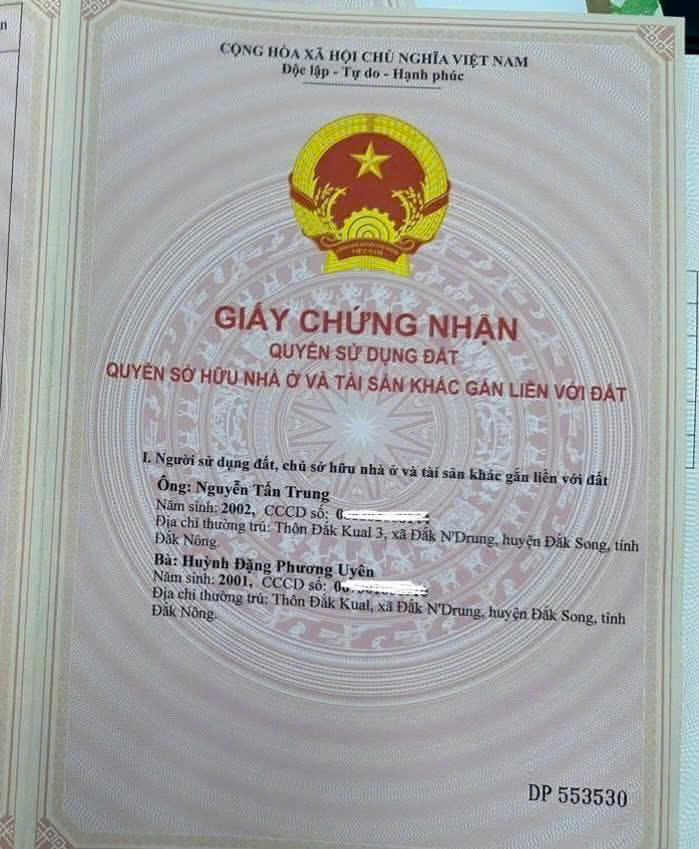 CỘNG HÒA XÃ HỘI CHỦ NGHĨA VIỆT NAM
Độc lập - Tự do - Hạnh phúc
VIỆT NAM
GIẤY CHỨNG NHẬN
QUYỀN SỬ DỤNG ĐẤT
QUYỀN SỞ HỮU NHÀ Ở VÀ TÀI SẢN KHÁC GẮN LIỀN VỚI ĐẤT
I. Người sử dụng đất, chủ sở hữu nhà ở và tài sản khác gắn liền với đất
Ông: Nguyễn Tấn Trung
Năm sinh: 2002, CCCD số: 0
Địa chỉ thường trú: Thôn Đắk Kual 3, xã Đắk N'Drung, huyện Đắk Song, tỉnh
Đắk Nông.
Bà: Huỳnh Đặng Phương Uyên
Năm sinh: 2001, CCCD số: 0
Địa chỉ thường trú: Thôn Đắk Kual, xã Đắk N'Drung, huyện Đắk Song, tỉnh
Đắk Nông.
DP 553530